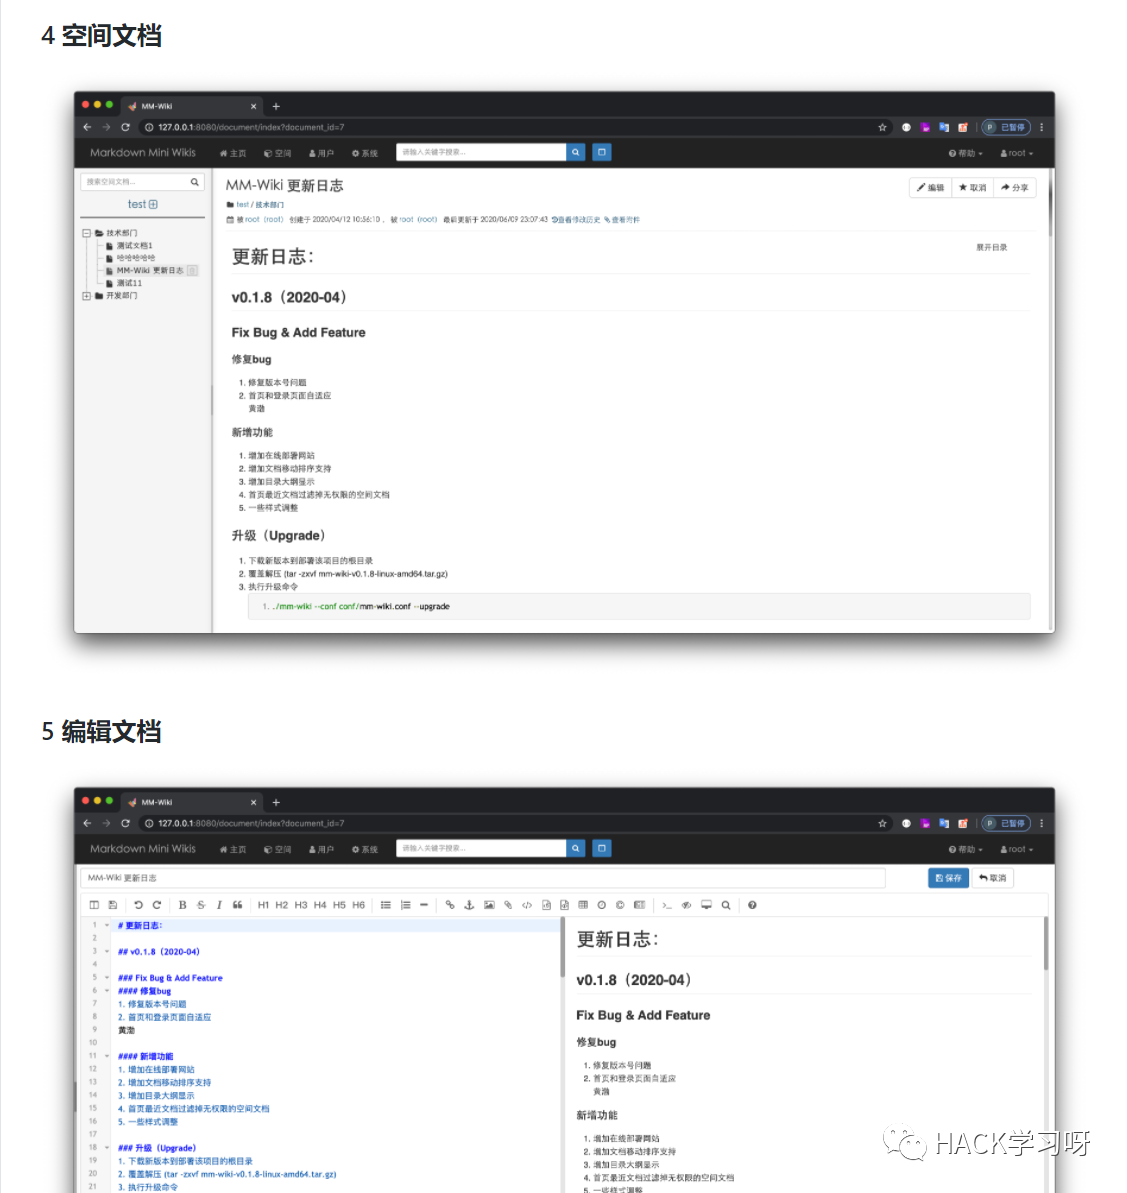 4 空间文档
MM-Wiki
127.0.0.1:8080/document/index?document_id=7
P 已暂停
Markdown Mini Wikis 主页 空间 用户 系统 请输入关键字搜索... 帮助 root
搜索空间文档...
test
技术部门
测试文档1
哈哈哈哈哈
MM-Wiki 更新日志
测试11
开发部门
MM-Wiki 更新日志
编辑 取消 分享
test / 技术部门
被 root（root） 创建于 2020/04/12 10:56:10 ， 被 root（root） 最后更新于 2020/06/09 23:07:43 查看修改历史 查看附件
更新日志：
展开目录
v0.1.8（2020-04）
Fix Bug & Add Feature
修复bug
1. 修复版本号问题
2. 首页和登录页面自适应
黄渤
新增功能
1. 增加在线部署网站
2. 增加文档移动排序支持
3. 增加目录大纲显示
4. 首页最近文档过滤掉无权限的空间文档
5. 一些样式调整
升级（Upgrade）
1. 下载新版本到部署该项目的根目录
2. 覆盖解压 (tar -zxvf mm-wiki-v0.1.8-linux-amd64.tar.gz)
3. 执行升级命令
1. ./mm-wiki --conf conf/mm-wiki.conf --upgrade
5 编辑文档
MM-Wiki
127.0.0.1:8080/document/index?document_id=7
P 已暂停
Markdown Mini Wikis 主页 空间 用户 系统 请输入关键字搜索... 帮助 root
MM-Wiki 更新日志
保存 取消
B S I H1 H2 H3 H4 H5 H6
1 # 更新日志：
2
3 ## v0.1.8（2020-04）
4
5 ### Fix Bug & Add Feature
6 #### 修复bug
7 1. 修复版本号问题
8 2. 首页和登录页面自适应
9 黄渤
10
11 #### 新增功能
12 1. 增加在线部署网站
13 2. 增加文档移动排序支持
14 3. 增加目录大纲显示
15 4. 首页最近文档过滤掉无权限的空间文档
16 5. 一些样式调整
17
18 ### 升级（Upgrade）
19 1. 下载新版本到部署该项目的根目录
20 2. 覆盖解压 (tar -zxvf mm-wiki-v0.1.8-linux-amd64.tar.gz)
21 3. 执行升级命令
更新日志：
v0.1.8（2020-04）
Fix Bug & Add Feature
修复bug
1. 修复版本号问题
2. 首页和登录页面自适应
黄渤
新增功能
1. 增加在线部署网站
2. 增加文档移动排序支持
3. 增加目录大纲显示
4. 首页最近文档过滤掉无权限的空间文档
5. 一些样式调整
HACK学习呀